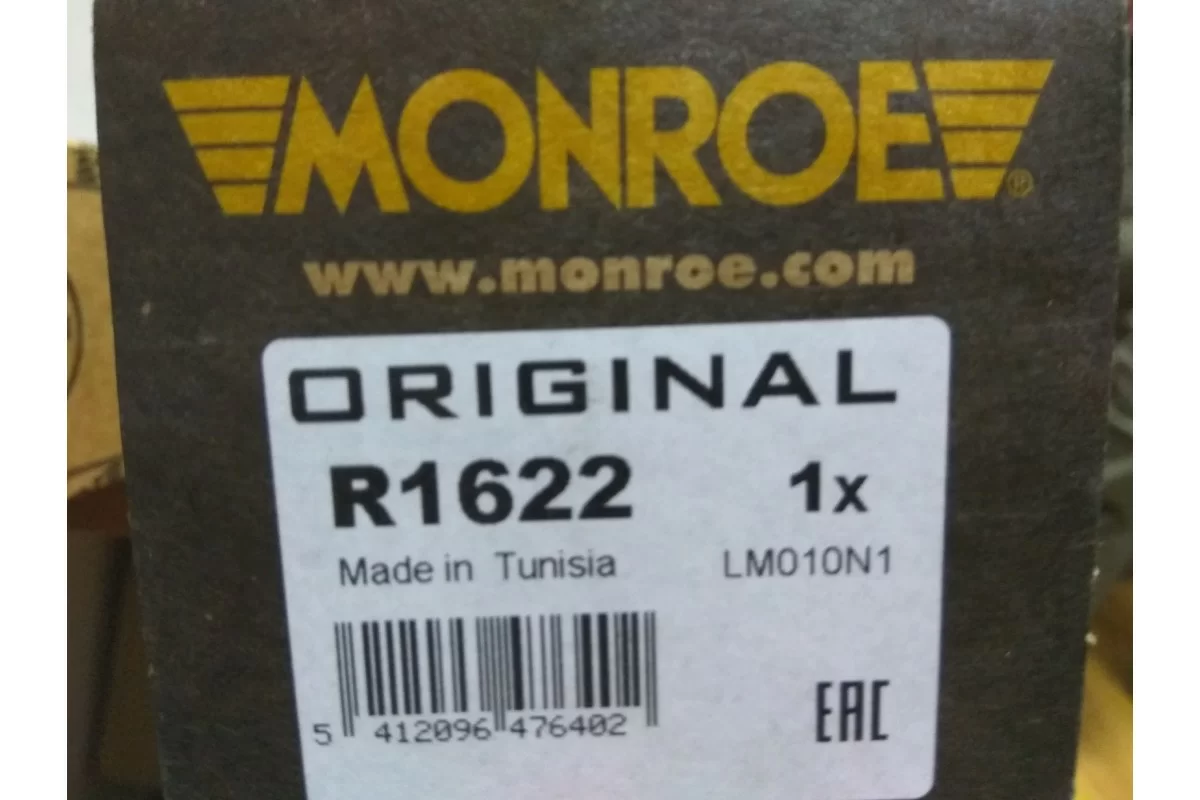 MONROE®
www.monroe.com
ORIGINAL
R1622 1x
Made in Tunisia LM010N1
5 412096 476402
EAC